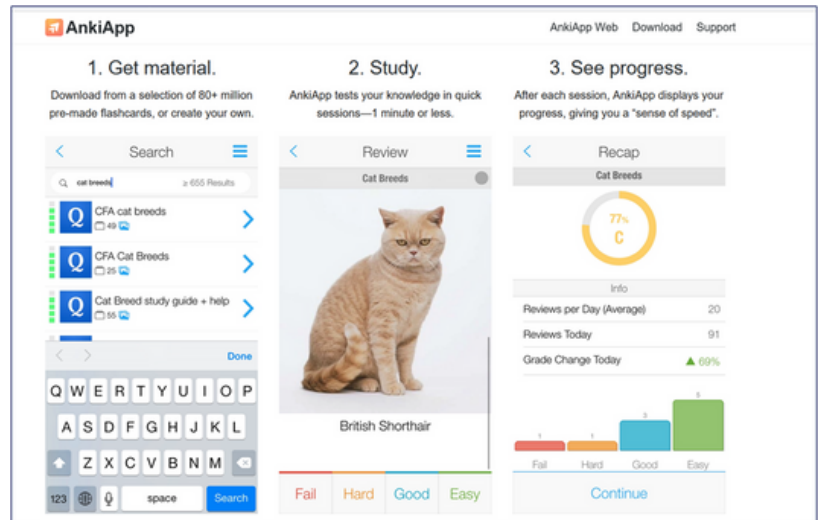 AnkiApp
AnkiApp Web Download Support
1. Get material.
Download from a selection of 80+ million
pre-made flashcards, or create your own.
Search
cat breeds ≥ 655 Results
Q CFA cat breeds
49
Q CFA Cat Breeds
25
Q Cat Breed study guide + help
55
Done
Q W E R T Y U I O P
A S D F G H J K L
Z X C V B N M
123 space Search
2. Study.
AnkiApp tests your knowledge in quick
sessions—1 minute or less.
Review
Cat Breeds
British Shorthair
Fail Hard Good Easy
3. See progress.
After each session, AnkiApp displays your
progress, giving you a “sense of speed”.
Recap
Cat Breeds
77%
C
Info
Reviews per Day (Average) 20
Reviews Today 91
Grade Change Today ▲ 69%
1 1 3 5
Fail Hard Good Easy
Continue